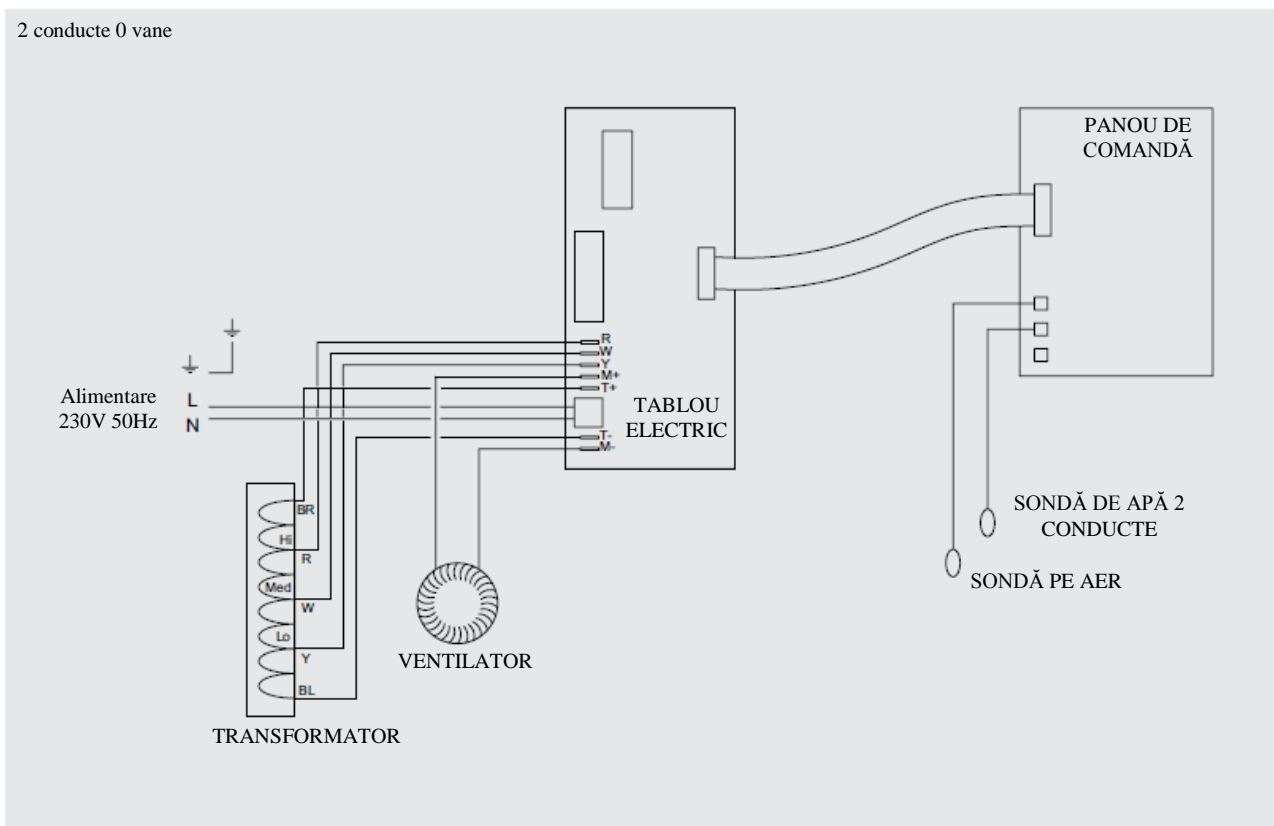 2 conducte 0 vane
PANOU DE
COMANDĂ
R
W
Y
M+
T+
Alimentare
230V 50Hz
L
N
TABLOU
ELECTRIC
T-
M-
BR
Hi
R
Med
W
Lo
Y
BL
SONDĂ DE APĂ 2
CONDUCTE
SONDĂ PE AER
VENTILATOR
TRANSFORMATOR